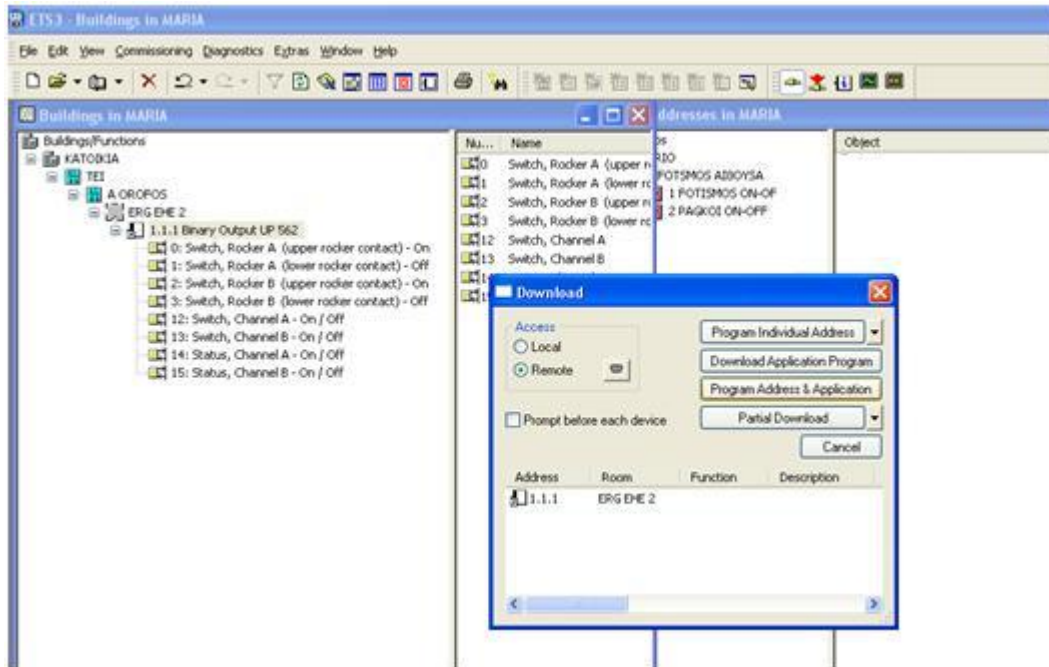 ETS3 - Buildings in MARIA
File Edit View Commissioning Diagnostics Extras Window Help
Buildings in MARIA
Buildings/Functions
KATOIKIA
TEI
A OROFOS
ERG EHE 2
1.1.1 Binary Output UP 562
0: Switch, Rocker A (upper rocker contact) - On
1: Switch, Rocker A (lower rocker contact) - Off
2: Switch, Rocker B (upper rocker contact) - On
3: Switch, Rocker B (lower rocker contact) - Off
12: Switch, Channel A - On / Off
13: Switch, Channel B - On / Off
14: Status, Channel A - On / Off
15: Status, Channel B - On / Off
Nu... Name
0 Switch, Rocker A (upper r
1 Switch, Rocker A (lower rc
2 Switch, Rocker B (upper r
3 Switch, Rocker B (lower rc
12 Switch, Channel A
13 Switch, Channel B
ddresses in MARIA
RIO
FOTSMOS AIBOYSA
1 FOTISMOS ON-OF
2 PAGKOI ON-OFF
Object
Download
Access
Local
Remote
Prompt before each device
Program Individual Address
Download Application Program
Program Address & Application
Partial Download
Cancel
Address Room Function Description
1.1.1 ERG EHE 2